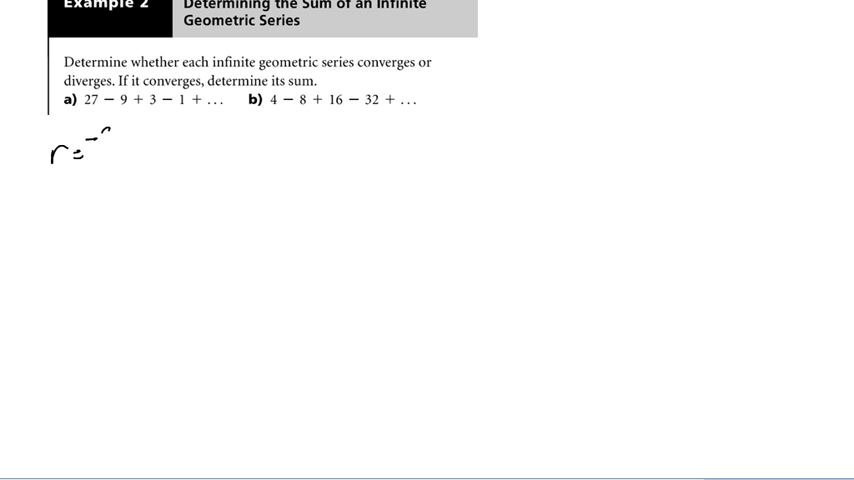 Example 2 Determining the Sum of an Infinite
Geometric Series
Determine whether each infinite geometric series converges or
diverges. If it converges, determine its sum.
a) 27 − 9 + 3 − 1 + ... b) 4 − 8 + 16 − 32 + ...
r = −